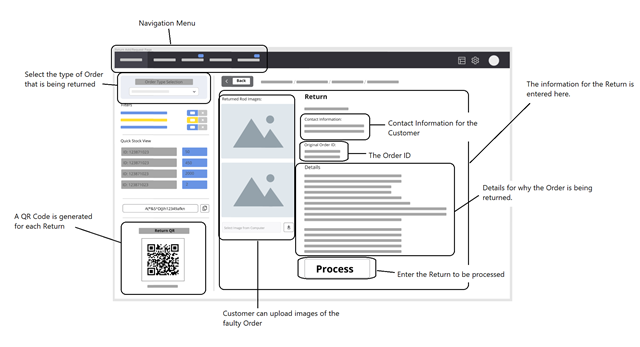 Navigation Menu
Select the type of Order
that is being returned
Order Type Selection
Back
Returned Rod Images:
Return
Contact Information:
Contact Information for the
Customer
The information for the Return is
entered here.
Original Order ID:
The Order ID
Quick Stock View
Details
Details for why the Order is being
returned.
A QR Code is generated
for each Return
Return QR
Process
Enter the Return to be processed
Customer can upload images of the
faulty Order